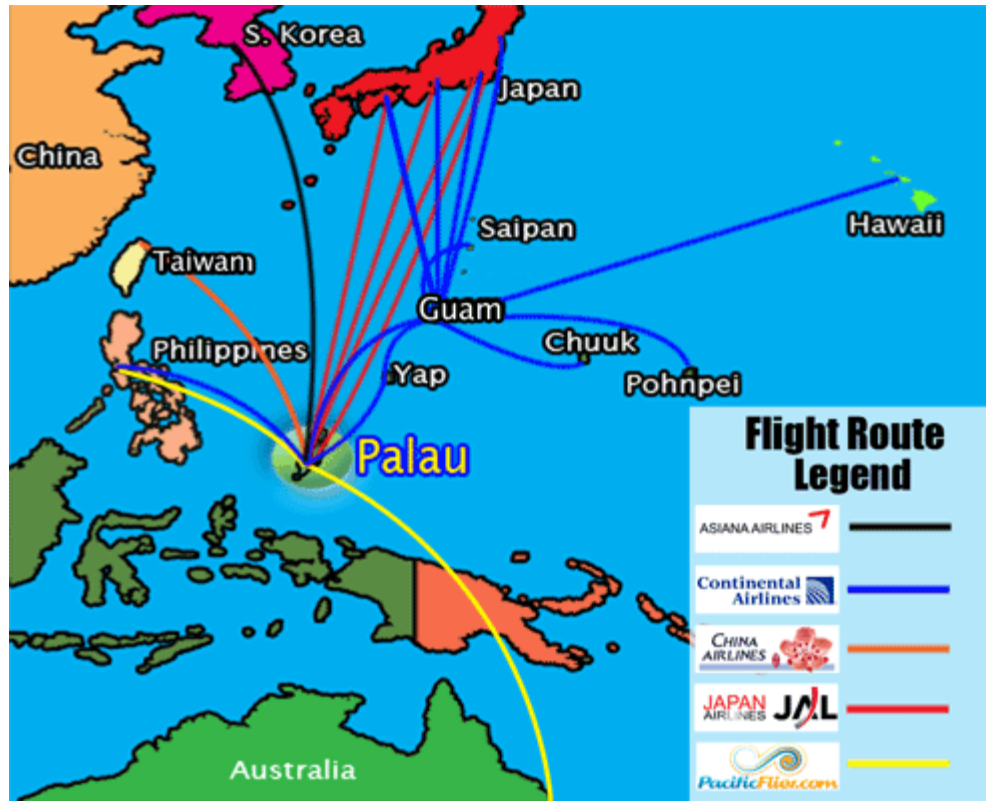 S. Korea
Japan
China
Saipan
Hawaii
Taiwan
Guam
Chuuk
Philippines
Yap
Pohnpei
Palau
Flight Route
Legend
ASIANA AIRLINES
Continental
Airlines
CHINA
AIRLINES
JAPAN
AIRLINES
JAL
PacificFlier.com
Australia